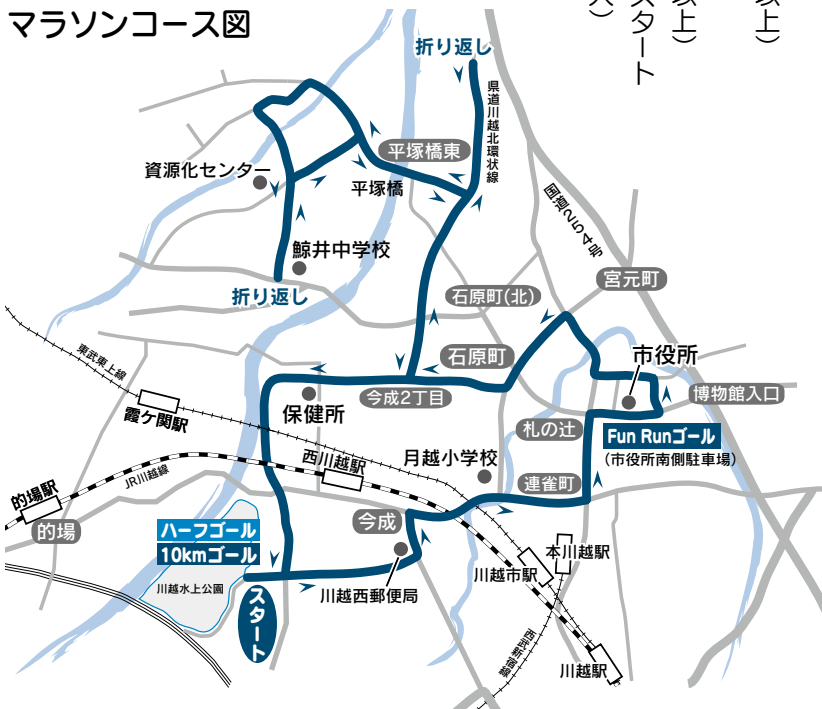 マラソンコース図
以上）
以上）
スタート
人）
折り返し
県道川越北環状線
平塚橋東
資源化センター
平塚橋
国道254号
鯨井中学校
宮元町
折り返し
石原町(北)
東武東上線
石原町
市役所
霞ケ関駅
保健所
今成2丁目
博物館入口
札の辻
Fun Runゴール
（市役所南側駐車場）
西川越駅
月越小学校
JR川越線
的場駅
連雀町
的場
今成
ハーフゴール
10kmゴール
本川越駅
川越水上公園
川越西郵便局
川越市駅
スタート
西武新宿線
川越駅